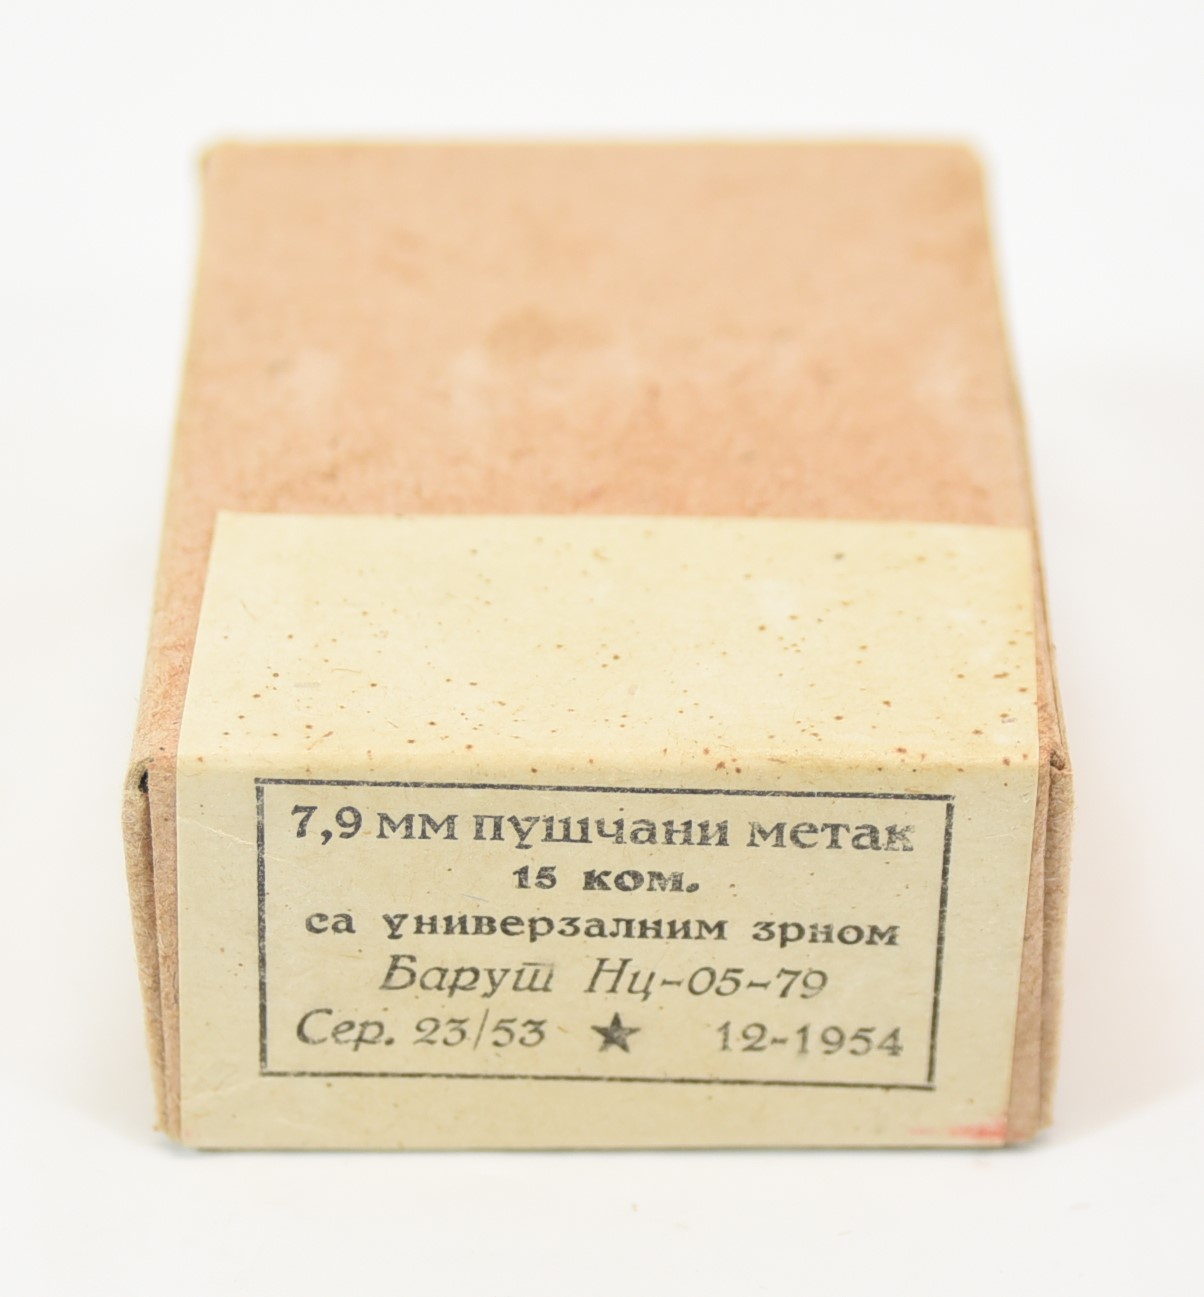 7,9 мм пушчани метак
15 ком.
са универзалним зрном
Барут Нц-05-79
Сер. 23/53 ★ 12-1954